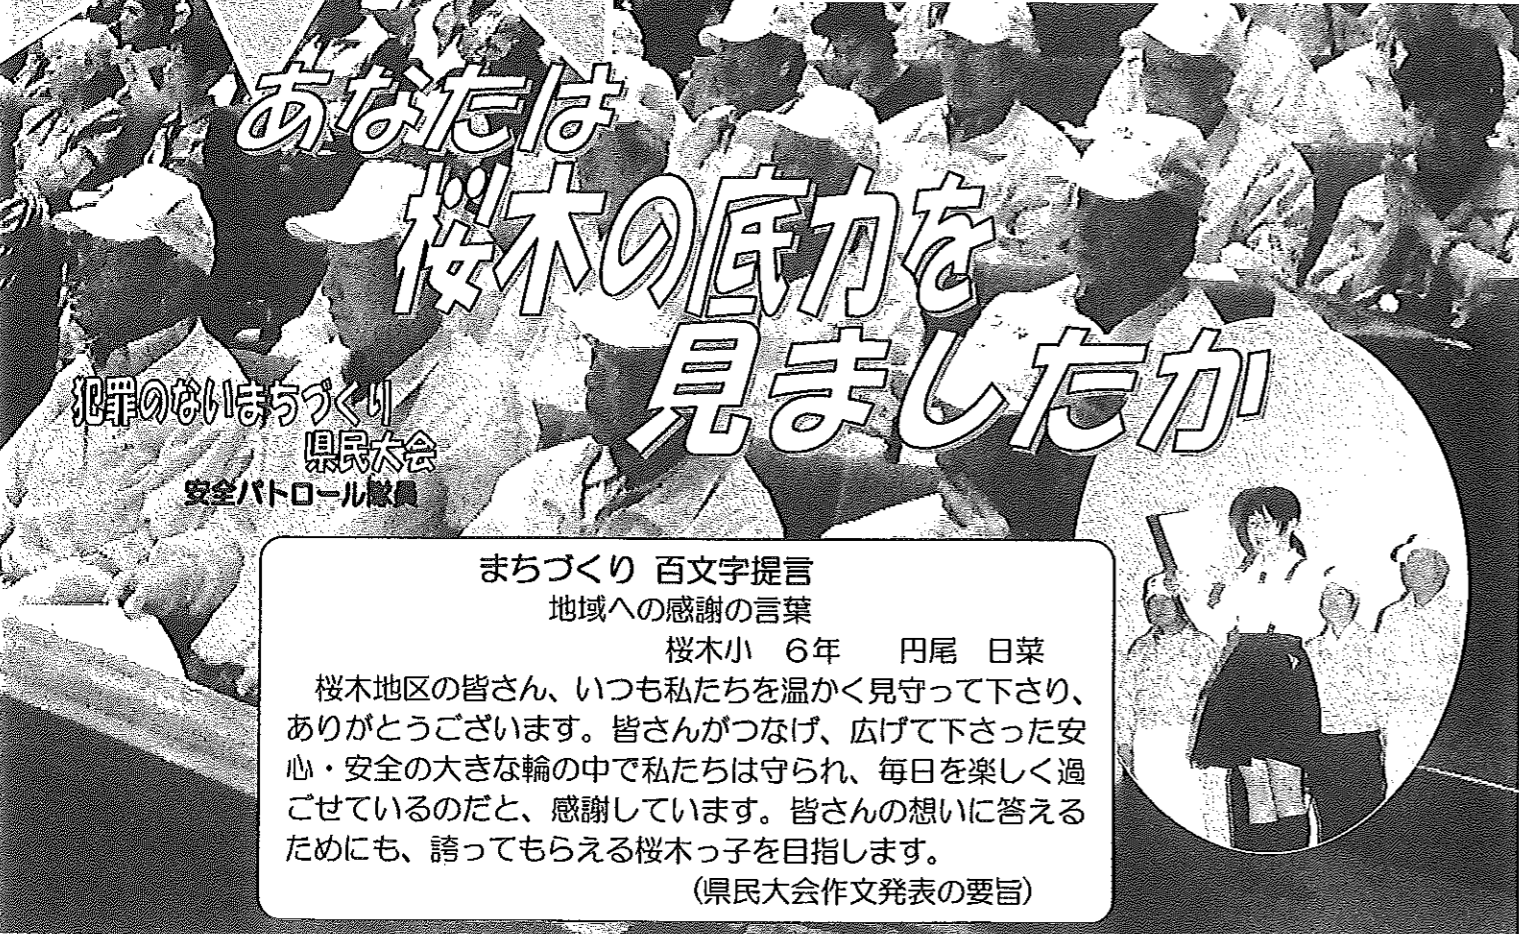 あなたは
桜木の底力を
見ましたか
犯罪のないまちづくり
県民大会
安全パトロール隊員
まちづくり 百文字提言
地域への感謝の言葉
桜木小　６年　　円尾　日菜
桜木地区の皆さん、いつも私たちを温かく見守って下さり、
ありがとうございます。皆さんがつなげ、広げて下さった安
心・安全の大きな輪の中で私たちは守られ、毎日を楽しく過
ごせているのだと、感謝しています。皆さんの想いに答える
ためにも、誇ってもらえる桜木っ子を目指します。
（県民大会作文発表の要旨）